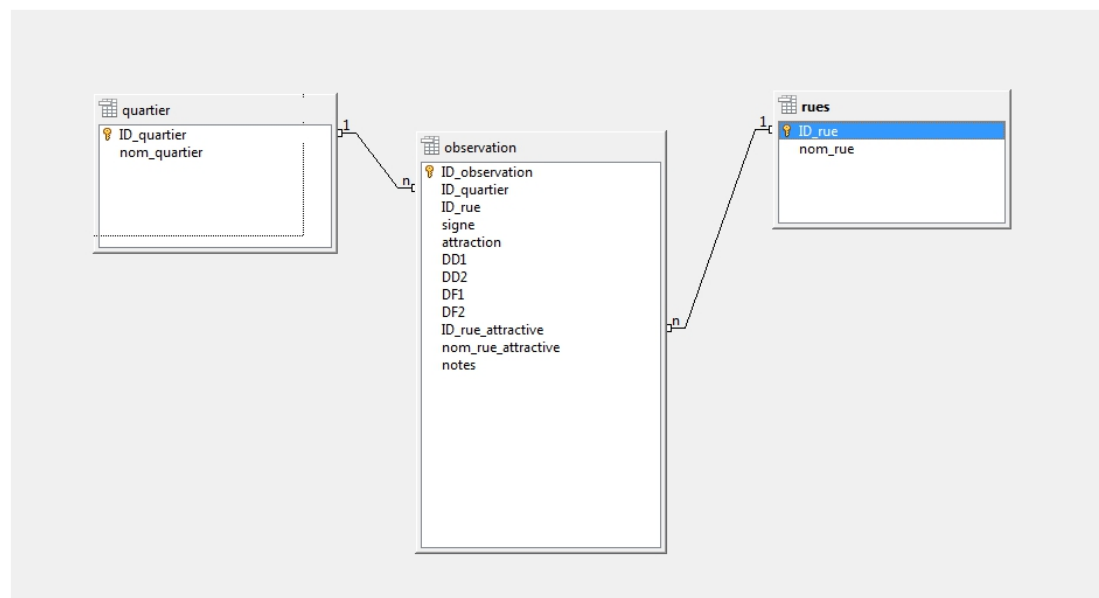 quartier
ID_quartier
nom_quartier
1
n
observation
ID_observation
ID_quartier
ID_rue
signe
attraction
DD1
DD2
DF1
DF2
ID_rue_attractive
nom_rue_attractive
notes
n
1
rues
ID_rue
nom_rue